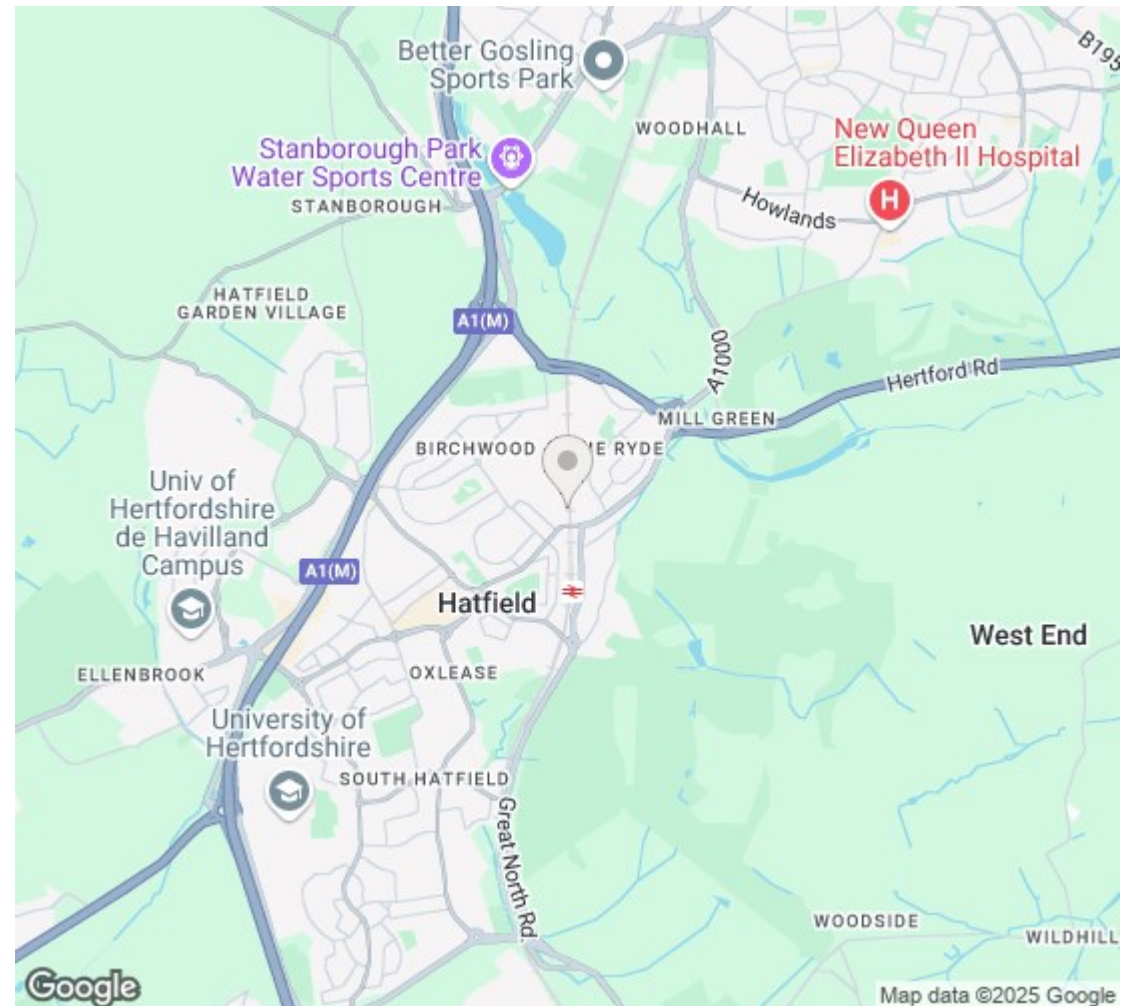 Better Gosling
Sports Park
B195
WOODHALL
New Queen
Elizabeth II Hospital
Stanborough Park
Water Sports Centre
STANBOROUGH
Howlands
H
HATFIELD
GARDEN VILLAGE
A1(M)
A1000
Hertford Rd
MILL GREEN
BIRCHWOOD
RYDE
Univ of
Hertfordshire
de Havilland
Campus
A1(M)
Hatfield
West End
ELLENBROOK
OXLEASE
University of
Hertfordshire
SOUTH HATFIELD
Great North Rd
WOODSIDE
WILDHILL
Google
Map data ©2025 Google